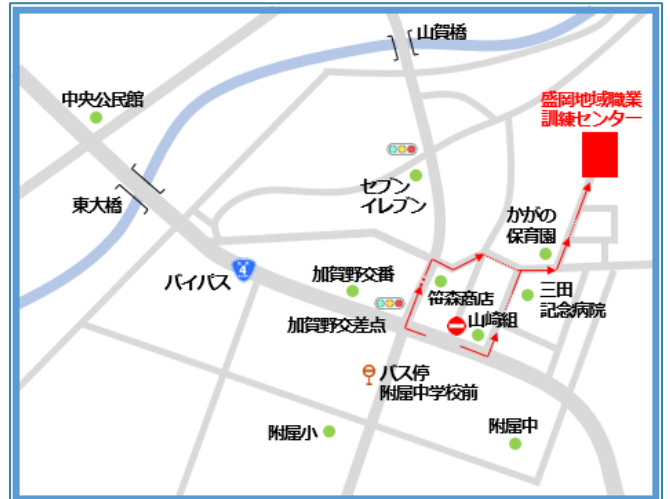 山賀橋
中央公民館
盛岡地域職業
訓練センター
セブン
イレブン
東大橋
かがの
保育園
4
バイパス
加賀野交番
笹森商店
三田
記念病院
加賀野交差点
山崎組
バス停
附属中学校前
附属小
附属中